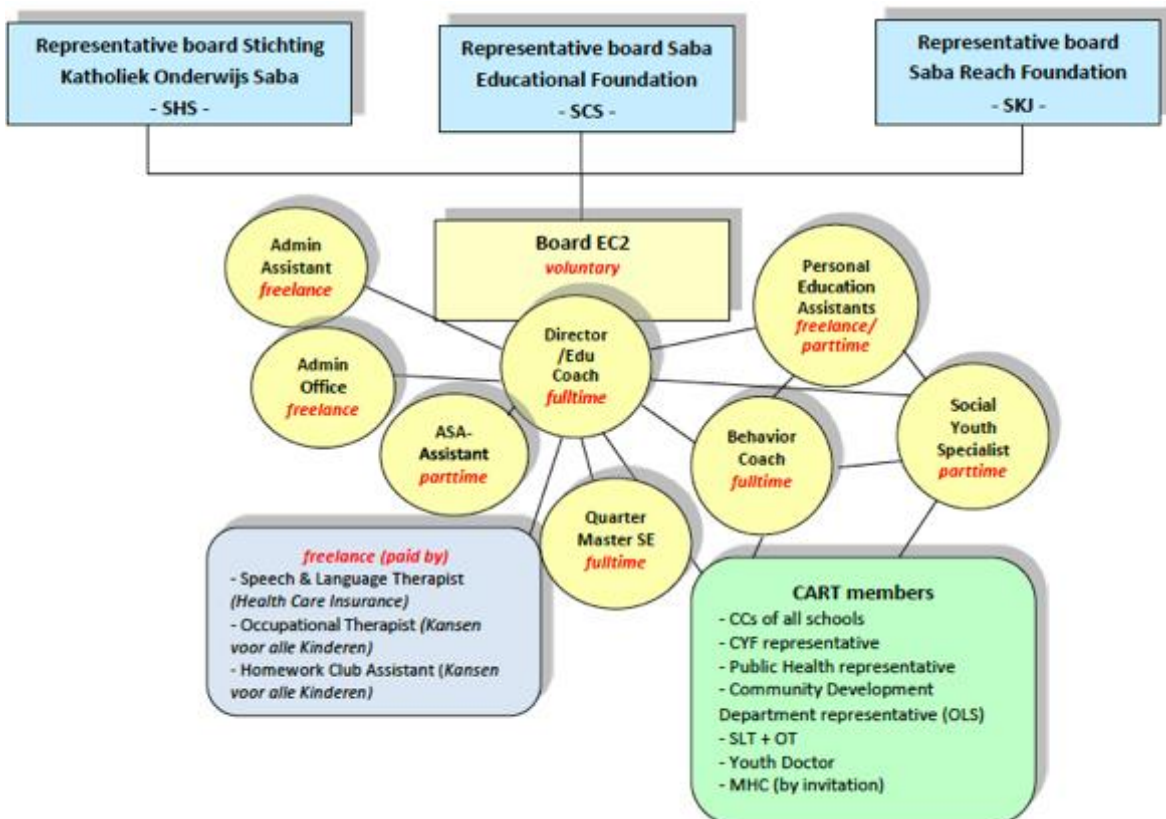 Representative board Stichting
Katholiek Onderwijs Saba
- SHS -
Representative board Saba
Educational Foundation
- SCS -
Representative board
Saba Reach Foundation
- SKJ -
Board EC2
voluntary
Admin
Assistant
freelance
Personal
Education
Assistants
freelance/
parttime
Director
/Edu
Coach
fulltime
Admin
Office
freelance
ASA-
Assistant
parttime
Behavior
Coach
fulltime
Social
Youth
Specialist
parttime
Quarter
Master SE
fulltime
freelance (paid by)
- Speech & Language Therapist
(Health Care Insurance)
- Occupational Therapist (Kansen
voor alle Kinderen)
- Homework Club Assistant (Kansen
voor alle Kinderen)
CART members
- CCs of all schools
- CYF representative
- Public Health representative
- Community Development
Department representative (OLS)
- SLT + OT
- Youth Doctor
- MHC (by invitation)